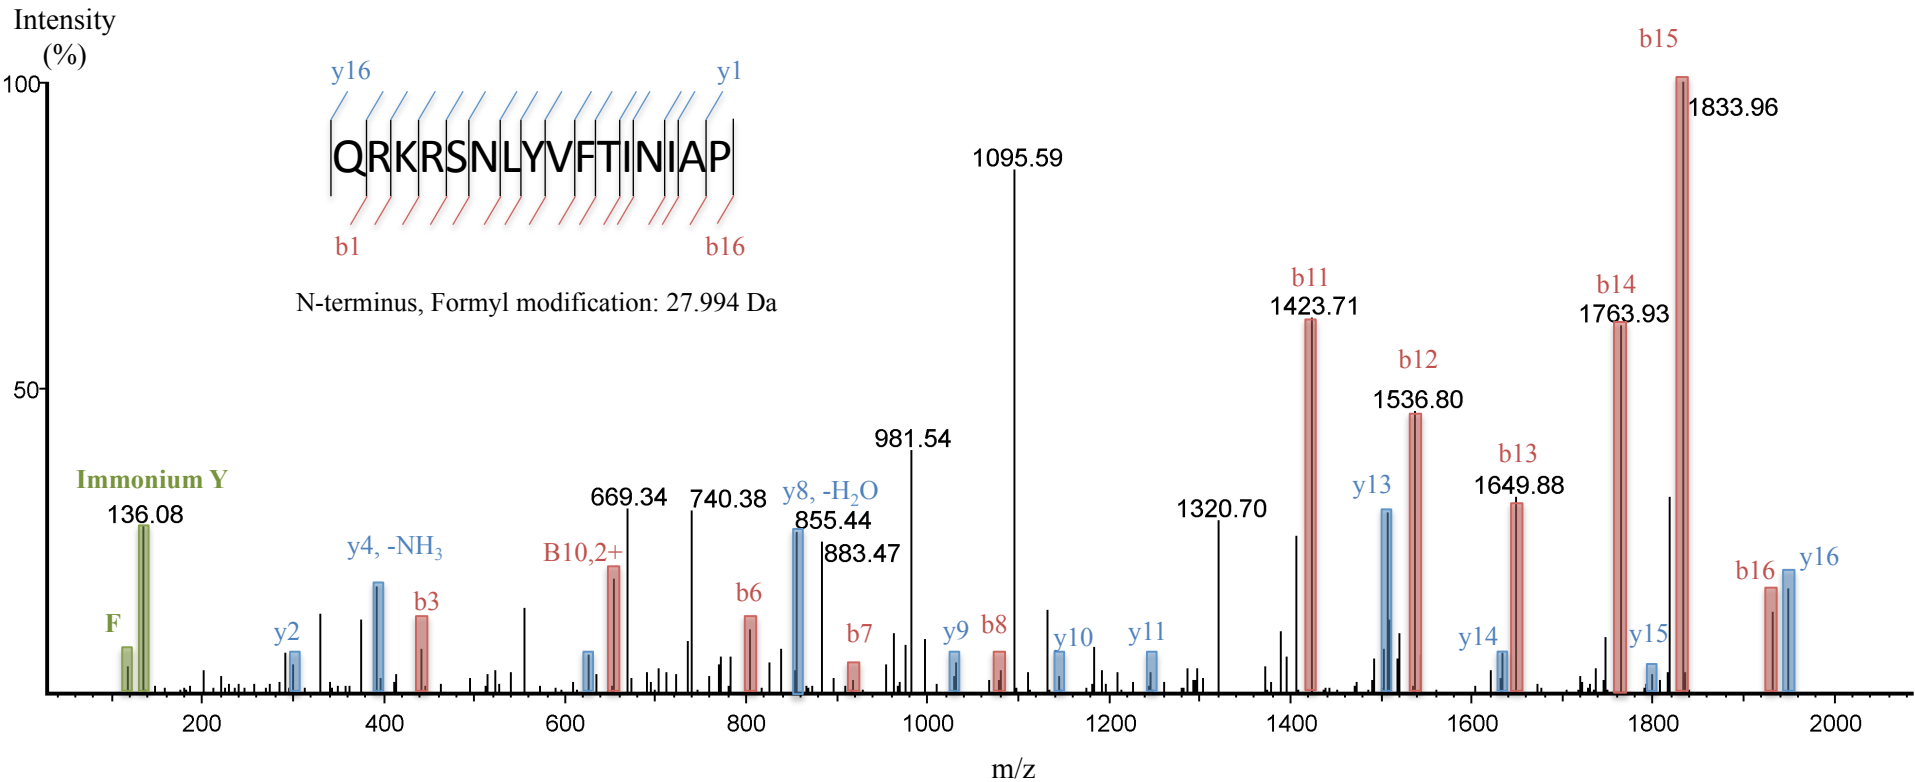 Intensity
(%)
100
50
y16
y1
QRKRSNLYVFTINIAP
b1
b16
N-terminus, Formyl modification: 27.994 Da
Immonium Y
136.08
F
y2
y4, -NH₃
b3
B10,2+
669.34
740.38
b6
y8, -H₂O
855.44
883.47
b7
981.54
y9
b8
1095.59
y10
y11
1320.70
b11
1423.71
y13
b12
1536.80
y14
b13
1649.88
b14
1763.93
y15
b15
1833.96
b16
y16
200
400
600
800
1000
1200
1400
1600
1800
2000
m/z